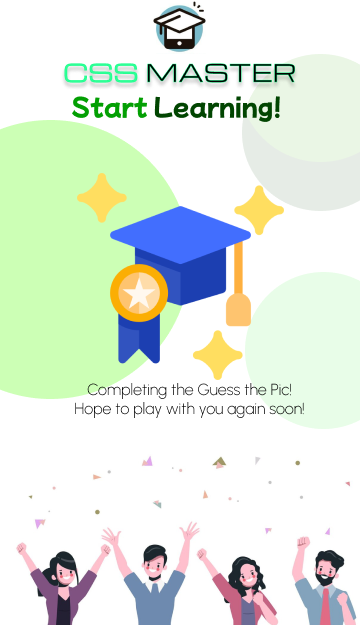 CSS MASTER
Start Learning!
Completing the Guess the Pic!
Hope to play with you again soon!